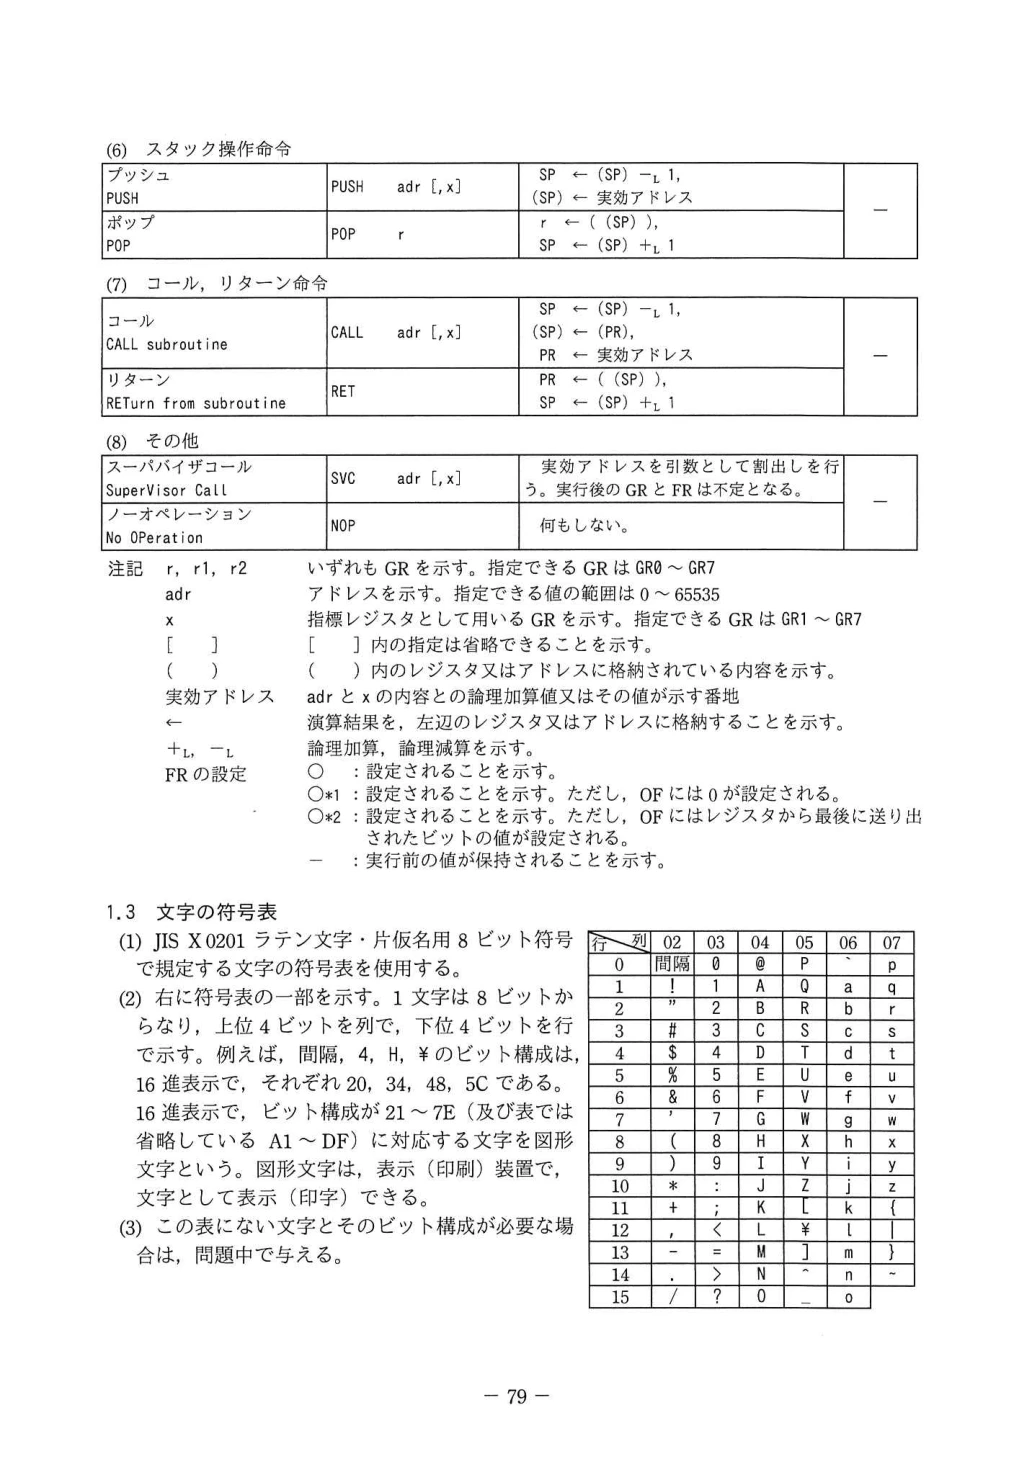 (6) スタック操作命令
プッシュ
PUSH
PUSH adr [,x]
SP ← (SP) −L 1,
(SP) ← 実効アドレス
―
ポップ
POP
POP r
r ← ( (SP) ),
SP ← (SP) +L 1
(7) コール，リターン命令
コール
CALL subroutine
CALL adr [,x]
SP ← (SP) −L 1,
(SP) ← (PR),
PR ← 実効アドレス
―
リターン
RETurn from subroutine
RET
PR ← ( (SP) ),
SP ← (SP) +L 1
(8) その他
スーパバイザコール
SuperVisor Call
SVC adr [,x]
実効アドレスを引数として割出しを行
う。実行後の GR と FR は不定となる。
―
ノーオペレーション
No OPeration
NOP
何もしない。
注記 r, r1, r2 いずれも GR を示す。指定できる GR は GR0 ～ GR7
adr アドレスを示す。指定できる値の範囲は 0 ～ 65535
x 指標レジスタとして用いる GR を示す。指定できる GR は GR1 ～ GR7
[ ] [ ] 内の指定は省略できることを示す。
( ) ( ) 内のレジスタ又はアドレスに格納されている内容を示す。
実効アドレス adr と x の内容との論理加算値又はその値が示す番地
← 演算結果を，左辺のレジスタ又はアドレスに格納することを示す。
+L, −L 論理加算，論理減算を示す。
FR の設定 ○ ：設定されることを示す。
○*1 ：設定されることを示す。ただし，OF には 0 が設定される。
○*2 ：設定されることを示す。ただし，OF にはレジスタから最後に送り出
されたビットの値が設定される。
― ：実行前の値が保持されることを示す。
1.3 文字の符号表
(1) JIS X 0201 ラテン文字・片仮名用 8 ビット符号
で規定する文字の符号表を使用する。
(2) 右に符号表の一部を示す。1 文字は 8 ビットか
らなり，上位 4 ビットを列で，下位 4 ビットを行
で示す。例えば，間隔，4，H，¥ のビット構成は，
16 進表示で，それぞれ 20，34，48，5C である。
16 進表示で，ビット構成が 21 ～ 7E（及び表では
省略している A1 ～ DF）に対応する文字を図形
文字という。図形文字は，表示（印刷）装置で，
文字として表示（印字）できる。
(3) この表にない文字とそのビット構成が必要な場
合は，問題中で与える。
行 列 02 03 04 05 06 07
0 間隔 0 @ P ` p
1 ! 1 A Q a q
2 " 2 B R b r
3 # 3 C S c s
4 $ 4 D T d t
5 % 5 E U e u
6 & 6 F V f v
7 ' 7 G W g w
8 ( 8 H X h x
9 ) 9 I Y i y
10 * : J Z j z
11 + ; K [ k {
12 , < L ¥ l |
13 - = M ] m }
14 . > N ^ n ~
15 / ? O _ o
― 79 ―